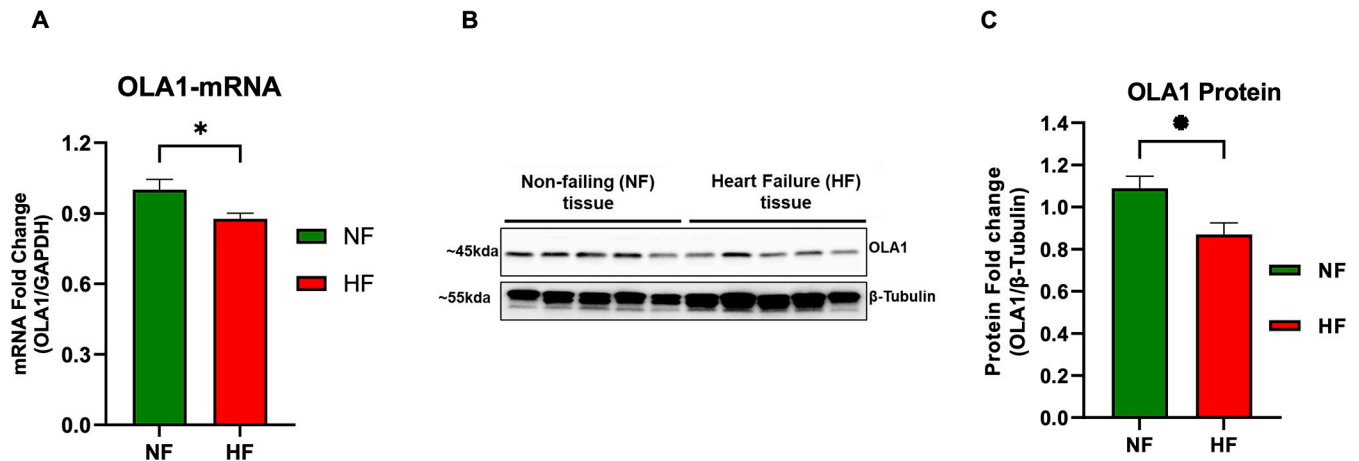 A
OLA1-mRNA
*
1.2
0.9
0.6
0.3
0.0
mRNA Fold Change
(OLA1/GAPDH)
NF
HF
NF
HF
B
Non-failing (NF)
tissue
Heart Failure (HF)
tissue
~45kda
OLA1
~55kda
β-Tubulin
C
OLA1 Protein
*
1.4
1.2
1.0
0.8
0.6
0.4
0.2
0.0
Protein Fold change
(OLA1/β-Tubulin)
NF
HF
NF
HF